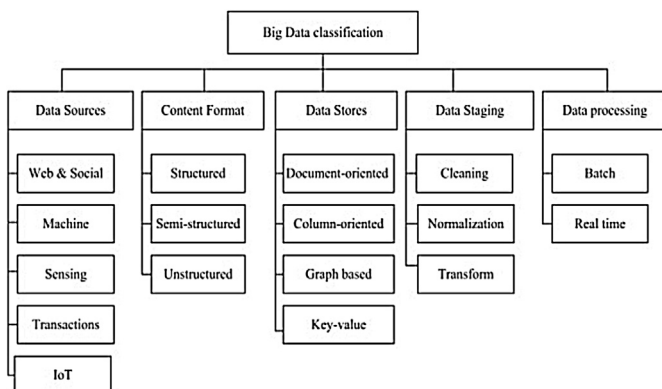 Big Data classification
Data Sources
Content Format
Data Stores
Data Staging
Data processing
Web & Social
Structured
Document-oriented
Cleaning
Batch
Machine
Semi-structured
Column-oriented
Normalization
Real time
Sensing
Unstructured
Graph based
Transform
Transactions
Key-value
IoT